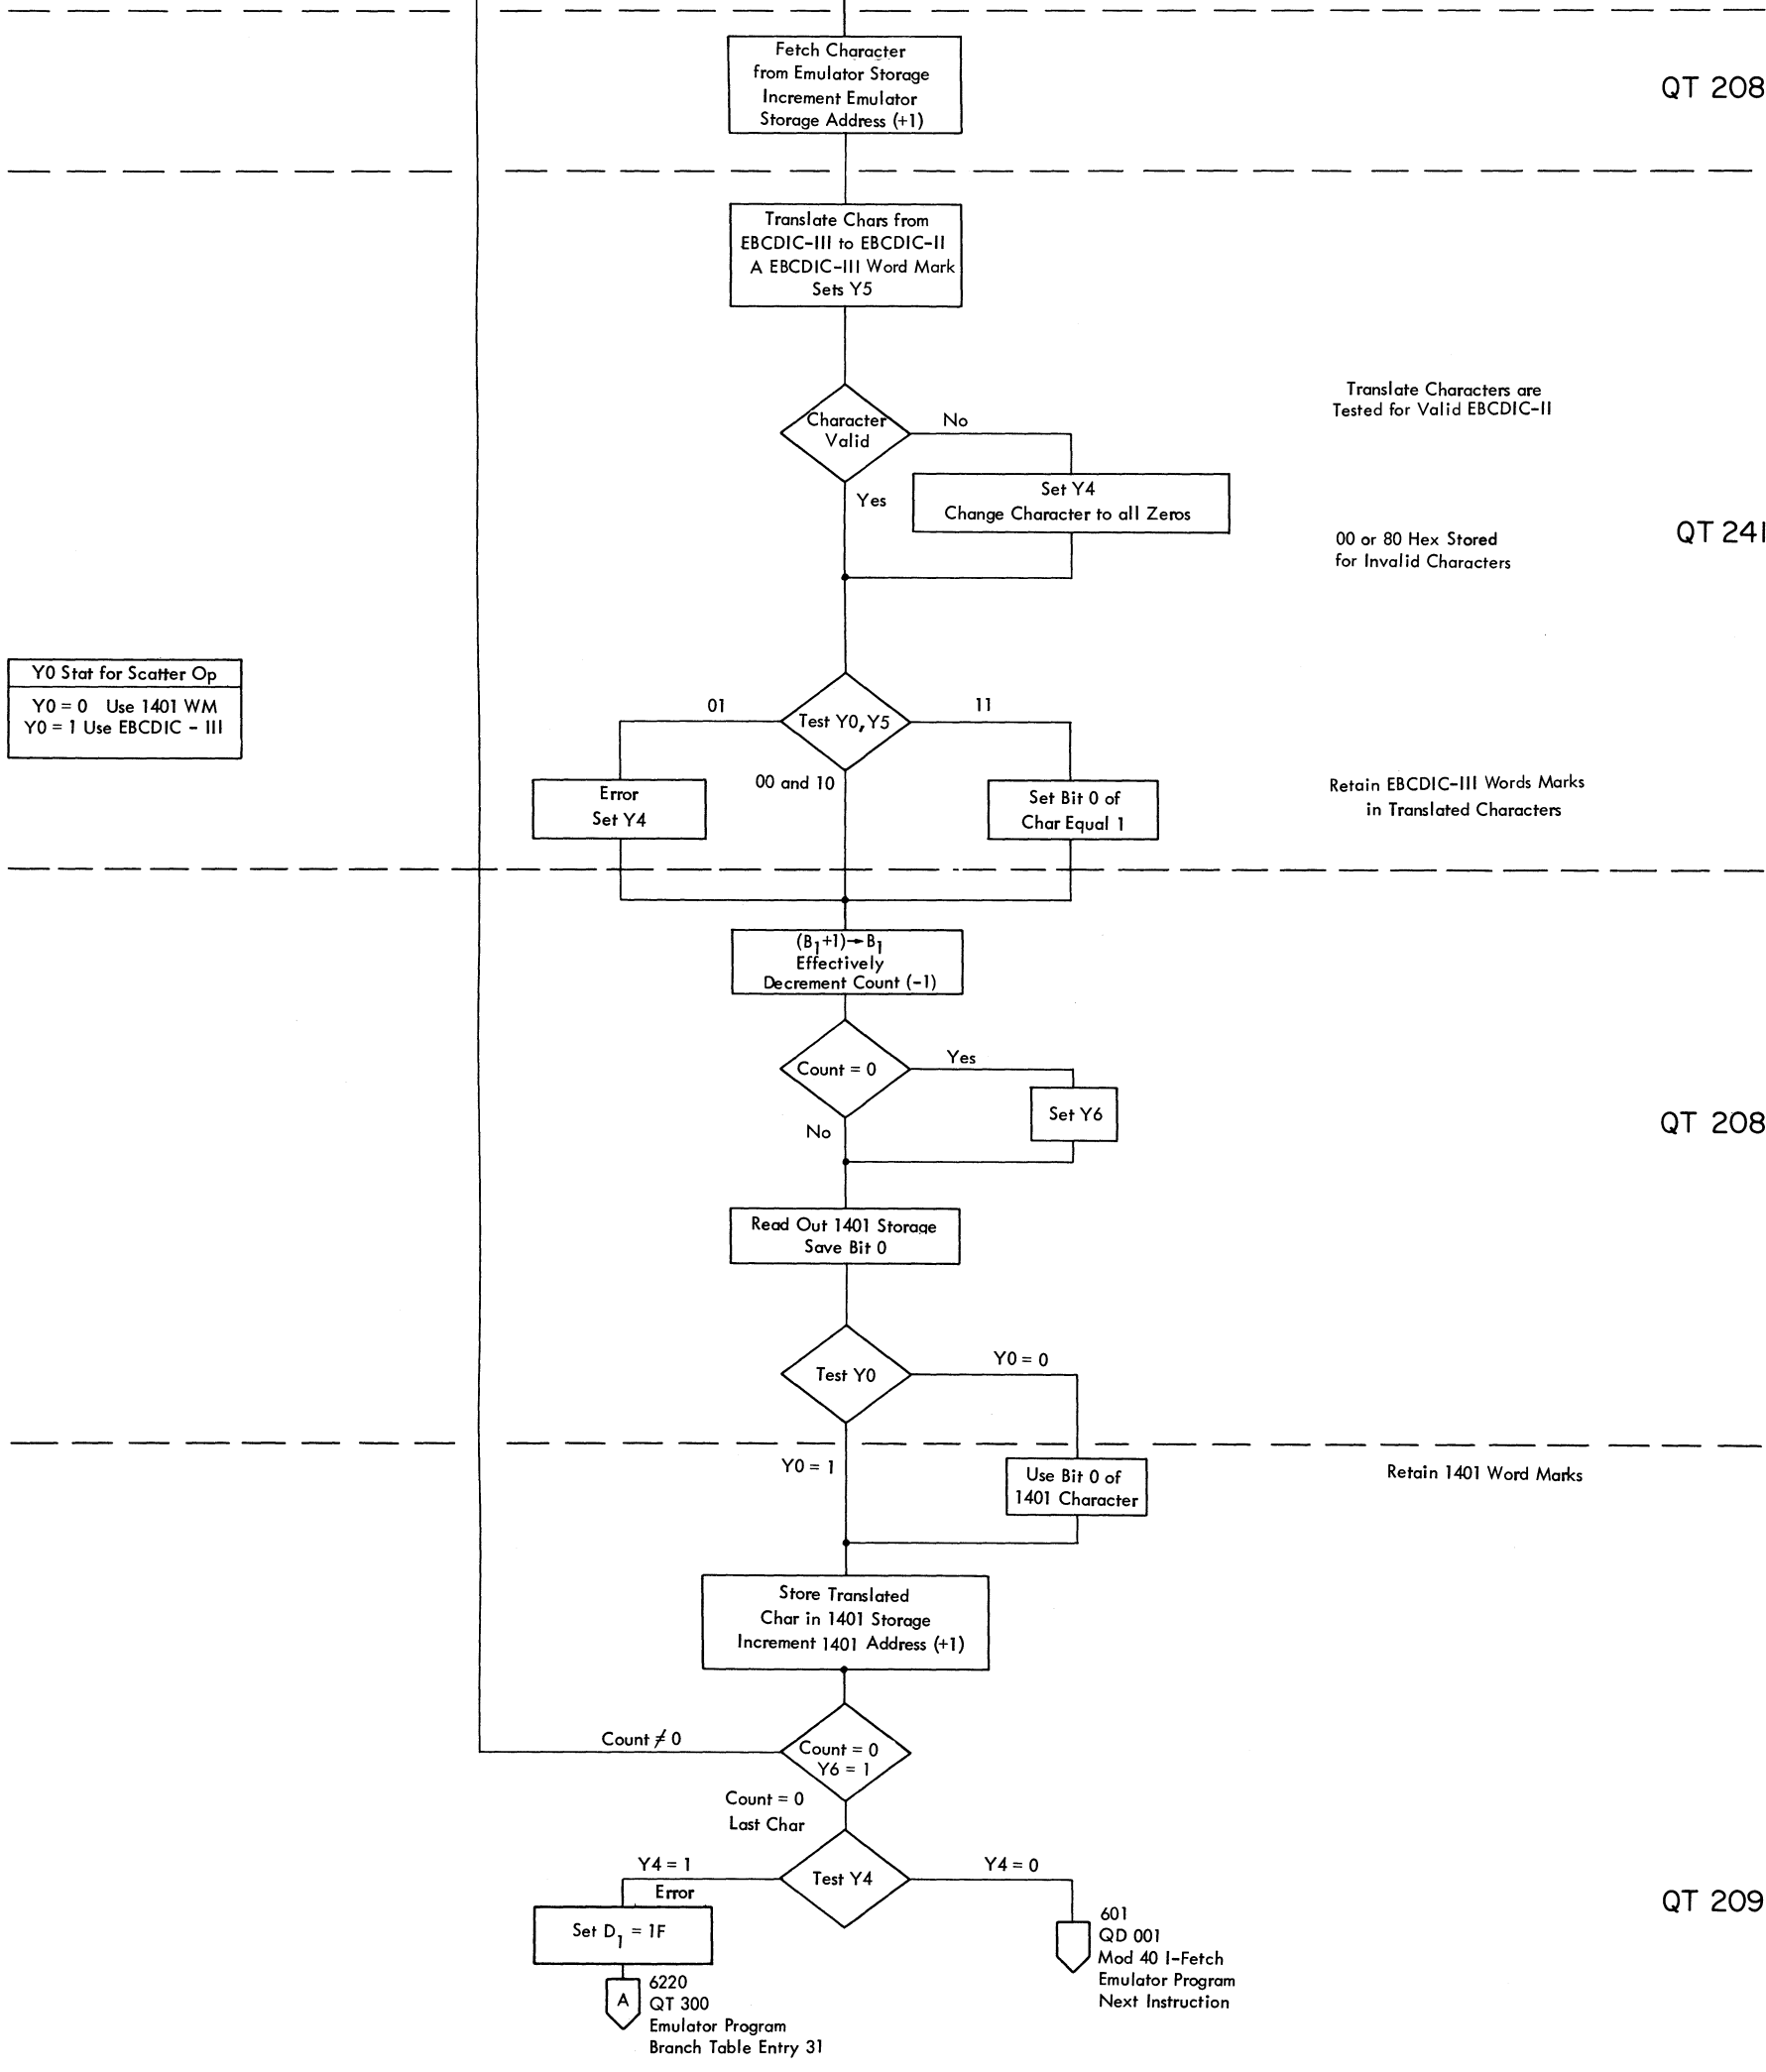 Fetch Character
from Emulator Storage
Increment Emulator
Storage Address (+1)
QT 208
Translate Chars from
EBCDIC-III to EBCDIC-II
A EBCDIC-III Word Mark
Sets Y5
Translate Characters are
Tested for Valid EBCDIC-II
Character
Valid
No
Yes
Set Y4
Change Character to all Zeros
00 or 80 Hex Stored
for Invalid Characters
QT 241
Y0 Stat for Scatter Op
Y0 = 0 Use 1401 WM
Y0 = 1 Use EBCDIC - III
01
Test Y0,Y5
11
00 and 10
Error
Set Y4
Set Bit 0 of
Char Equal 1
Retain EBCDIC-III Words Marks
in Translated Characters
(B1+1)→B1
Effectively
Decrement Count (-1)
Count = 0
Yes
Set Y6
No
QT 208
Read Out 1401 Storage
Save Bit 0
Test Y0
Y0 = 0
Y0 = 1
Use Bit 0 of
1401 Character
Retain 1401 Word Marks
Store Translated
Char in 1401 Storage
Increment 1401 Address (+1)
Count ≠ 0
Count = 0
Y6 = 1
Count = 0
Last Char
Y4 = 1
Error
Test Y4
Y4 = 0
QT 209
Set D1 = 1F
601
QD 001
Mod 40 I-Fetch
Emulator Program
Next Instruction
A
6220
QT 300
Emulator Program
Branch Table Entry 31